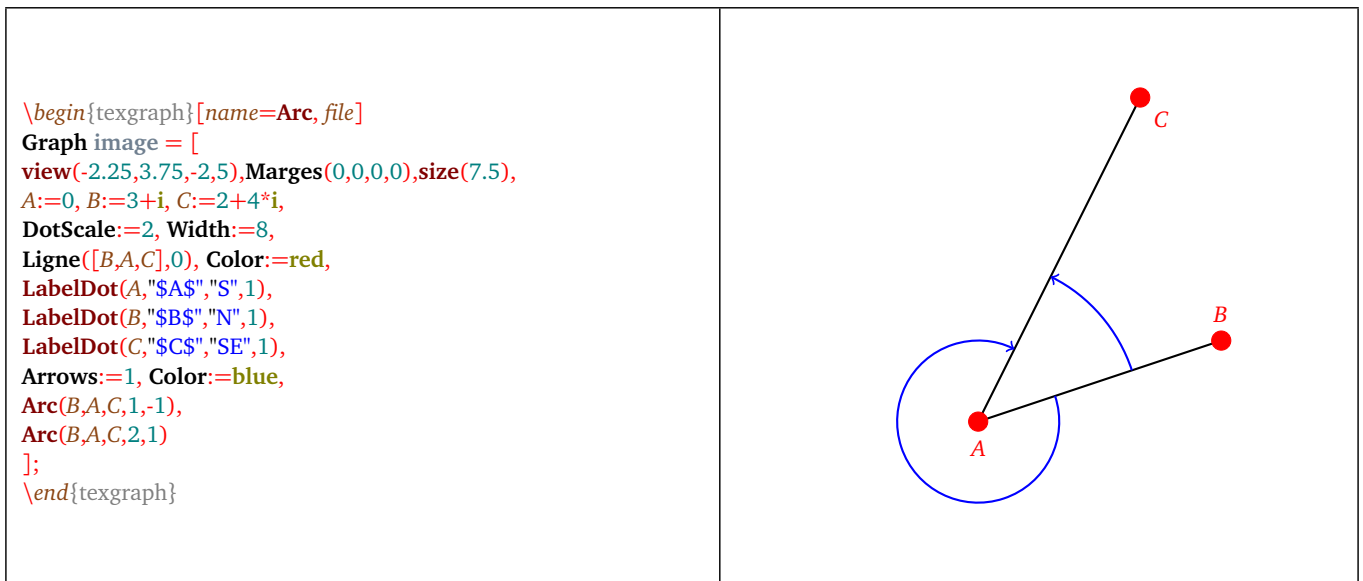 \begin{texgraph}[name=Arc, file]
Graph image = [
view(-2.25,3.75,-2,5),Marges(0,0,0,0),size(7.5),
A:=0, B:=3+i, C:=2+4*i,
DotScale:=2, Width:=8,
Ligne([B,A,C],0), Color:=red,
LabelDot(A,"$A$","S",1),
LabelDot(B,"$B$","N",1),
LabelDot(C,"$C$","SE",1),
Arrows:=1, Color:=blue,
Arc(B,A,C,1,-1),
Arc(B,A,C,2,1)
];
\end{texgraph}
C
B
A